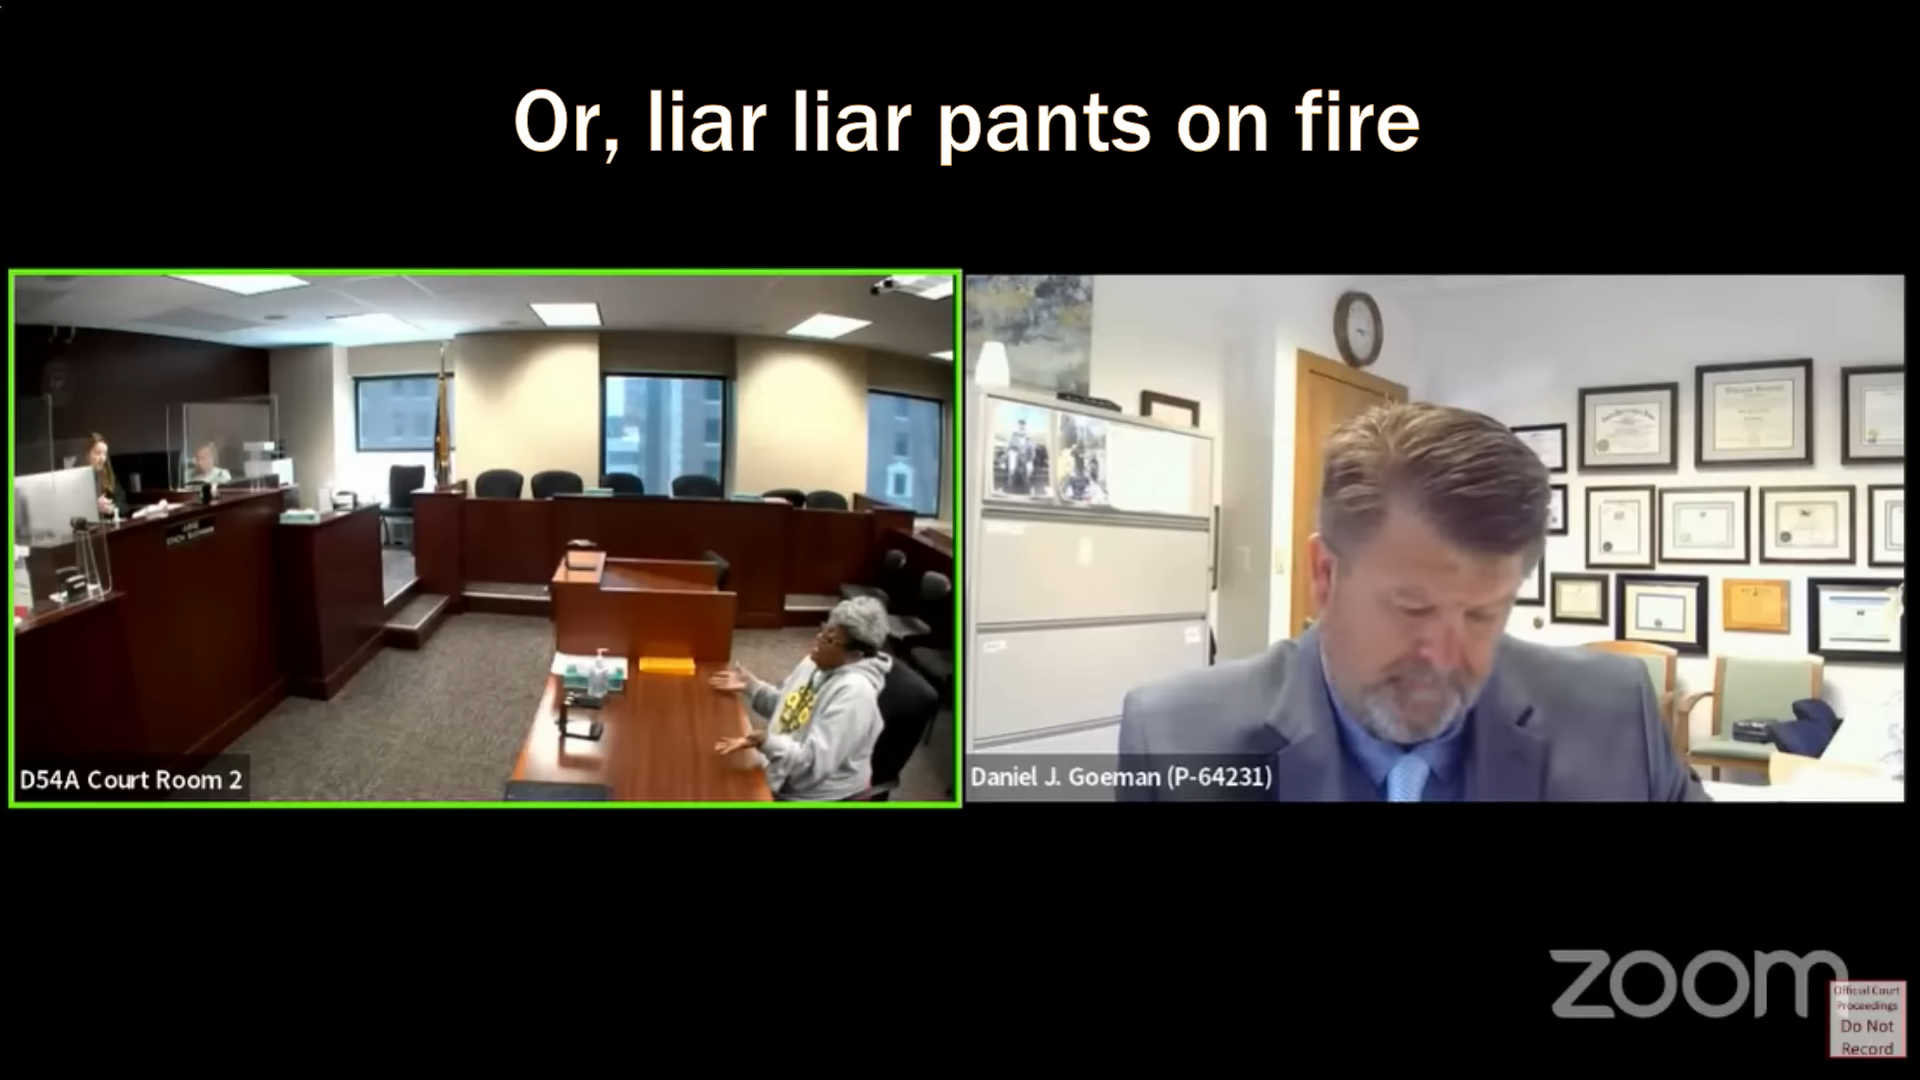 Or, liar liar pants on fire
D54A Court Room 2
Daniel J. Goeman (P-64231)
zoom
Official Court
Proceedings
Do Not
Record